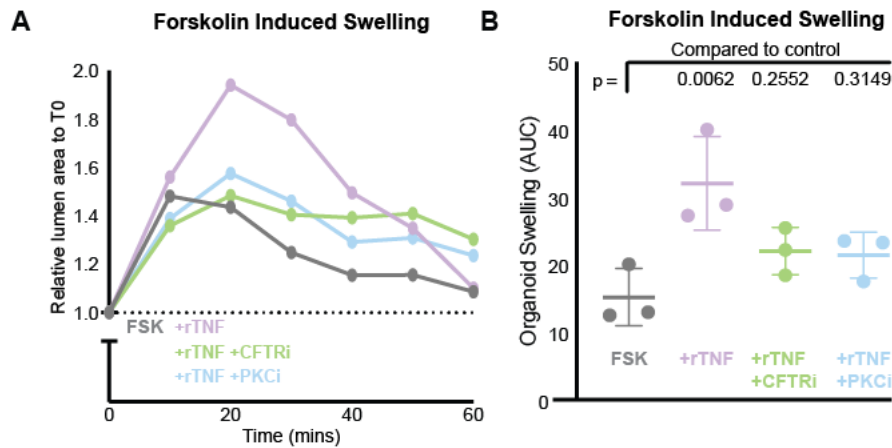 A
Forskolin Induced Swelling
Relative lumen area to T0
2.0
1.8
1.6
1.4
1.2
1.0
FSK +rTNF
+rTNF +CFTRi
+rTNF +PKCi
0 20 40 60
Time (mins)
B
Forskolin Induced Swelling
Compared to control
p = 0.0062 0.2552 0.3149
Organoid Swelling (AUC)
50
40
30
20
10
0
FSK +rTNF +rTNF +rTNF
+CFTRi +PKCi